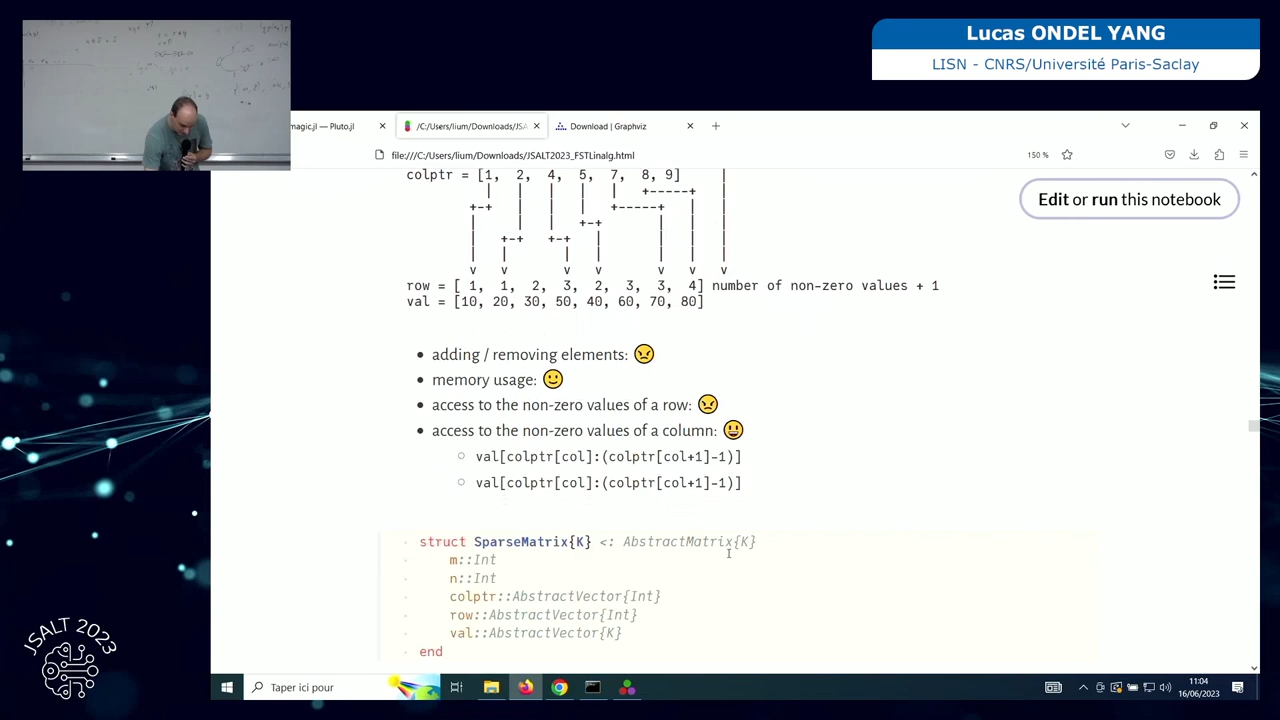 Lucas ONDEL YANG
LISN - CNRS/Université Paris-Saclay
magic.jl — Pluto.jl
/C:/Users/lium/Downloads/JSA
Download | Graphviz
file:///C:/Users/lium/Downloads/JSALT2023_FSTLinalg.html
150 %
colptr = [1, 2, 4, 5, 7, 8, 9]
Edit or run this notebook
row = [ 1, 1, 2, 3, 2, 3, 3, 4] number of non-zero values + 1
val = [10, 20, 30, 50, 40, 60, 70, 80]
adding / removing elements: 😠
memory usage: 🙂
access to the non-zero values of a row: 😠
access to the non-zero values of a column: 😃
val[colptr[col]:(colptr[col+1]-1)]
val[colptr[col]:(colptr[col+1]-1)]
struct SparseMatrix{K} <: AbstractMatrix{K}
m::Int
n::Int
colptr::AbstractVector{Int}
row::AbstractVector{Int}
val::AbstractVector{K}
end
JSALT 2023
Taper ici pour
11:04
16/06/2023